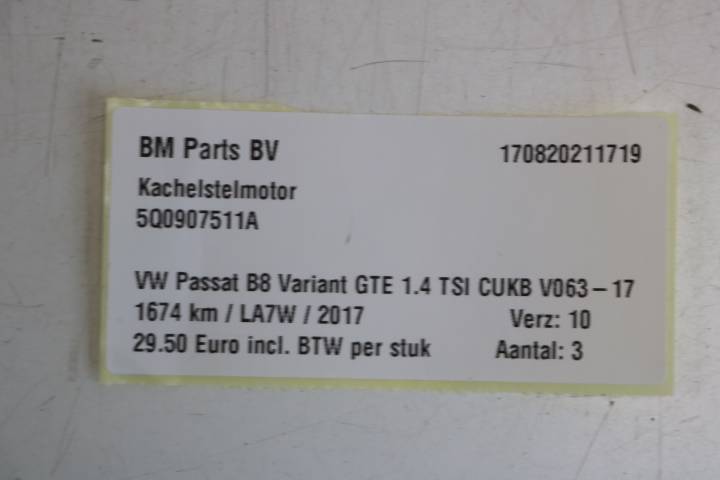 BM Parts BV 170820211719
Kachelstelmotor
5Q0907511A
VW Passat B8 Variant GTE 1.4 TSI CUKB V063-17
1674 km / LA7W / 2017 Verz: 10
29.50 Euro incl. BTW per stuk Aantal: 3